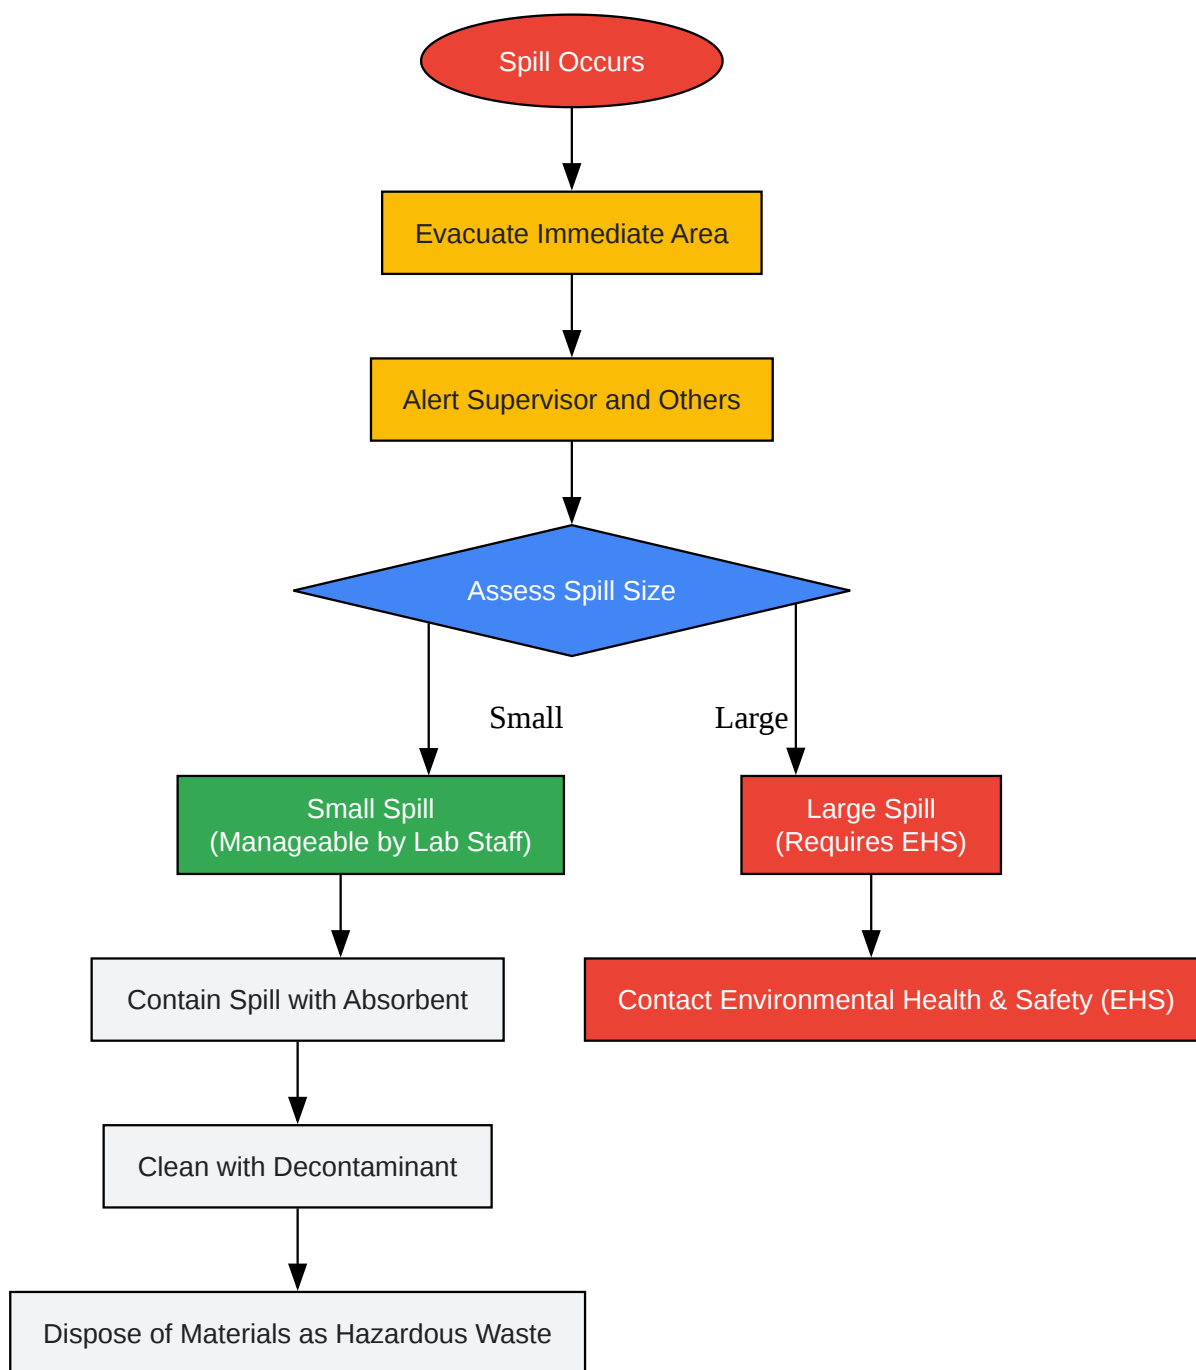 Spill Occurs
Evacuate Immediate Area
Alert Supervisor and Others
Assess Spill Size
Small
Large
Small Spill
(Manageable by Lab Staff)
Large Spill
(Requires EHS)
Contain Spill with Absorbent
Contact Environmental Health & Safety (EHS)
Clean with Decontaminant
Dispose of Materials as Hazardous Waste